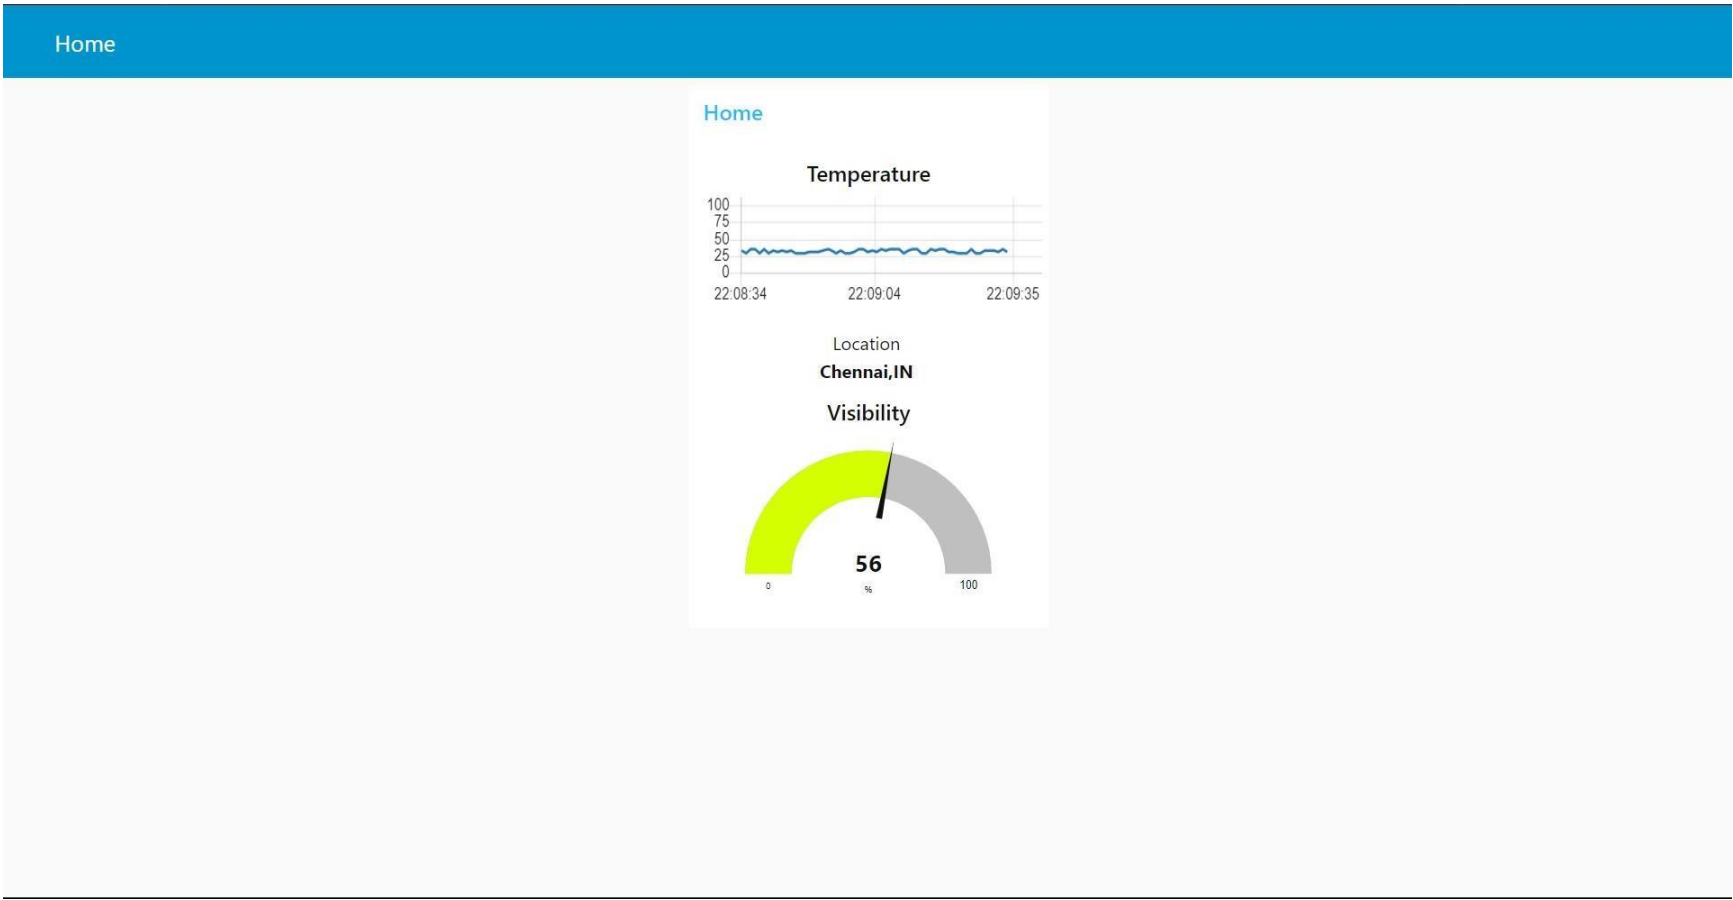 Home
Home
Temperature
100
75
50
25
0
22:08:34 22:09:04 22:09:35
Location
Chennai,IN
Visibility
56
0 % 100